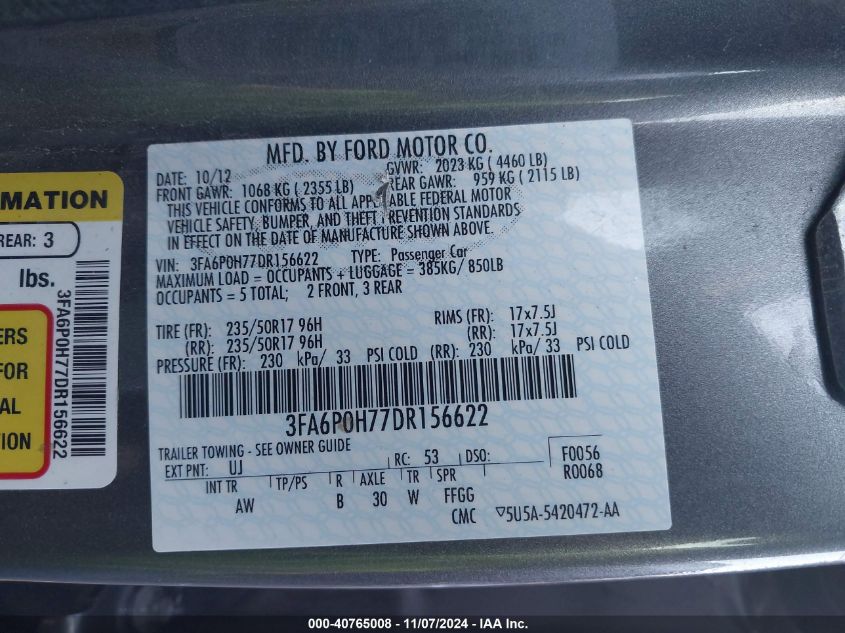 MFD. BY FORD MOTOR CO.
DATE: 10/12 GVWR: 2023 KG ( 4460 LB)
FRONT GAWR: 1068 KG ( 2355 LB) REAR GAWR: 959 KG ( 2115 LB)
THIS VEHICLE CONFORMS TO ALL FEDERAL MOTOR
VEHICLE SAFETY, BUMPER, AND THEFT STANDARDS
IN EFFECT ON THE DATE OF MANUFACTURE SHOWN ABOVE.
VIN: 3FA6P0H77DR156622 TYPE: Passenger Car
MAXIMUM LOAD = OCCUPANTS + LUGGAGE = 385KG/ 850LB
OCCUPANTS = 5 TOTAL; 2 FRONT, 3 REAR
TIRE (FR): 235/50R17 96H RIMS (FR): 17x7.5J
(RR): 235/50R17 96H (RR): 17x7.5J
PRESSURE (FR): 230 kPa/ 33 PSI COLD (RR): 230 kPa/ 33 PSI COLD
3FA6P0H77DR156622
TRAILER TOWING - SEE OWNER GUIDE
EXT PNT: UJ RC: 53 DSO: F0056
R0068
INT TR TP/PS R AXLE TR SPR
AW B 30 W FFGG
CMC ▽5U5A-5420472-AA
MATION
REAR: 3
lbs.
ERS
FOR
AL
S
3FA6P0H77DR156622
000-40765008 - 11/07/2024 - IAA Inc.